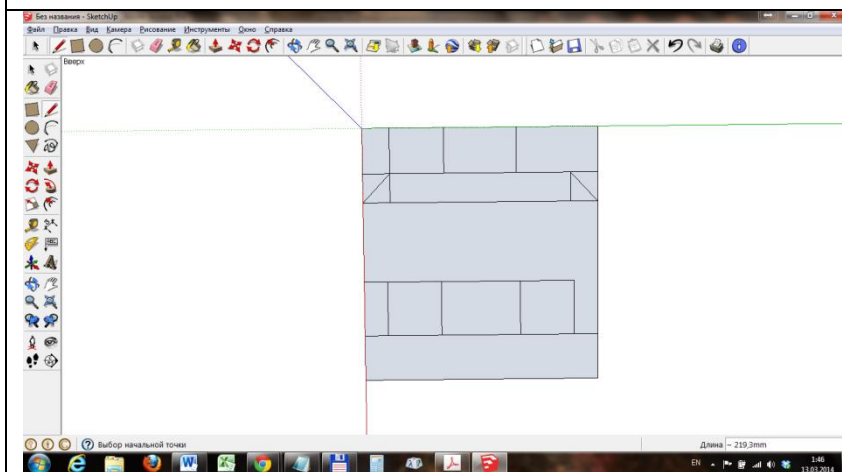 Без названия - SketchUp
Файл Правка Вид Камера Рисование Инструменты Окно Справка
Вверх
Выбор начальной точки
Длина ~ 219,3mm
EN
1:46
13.03.2014